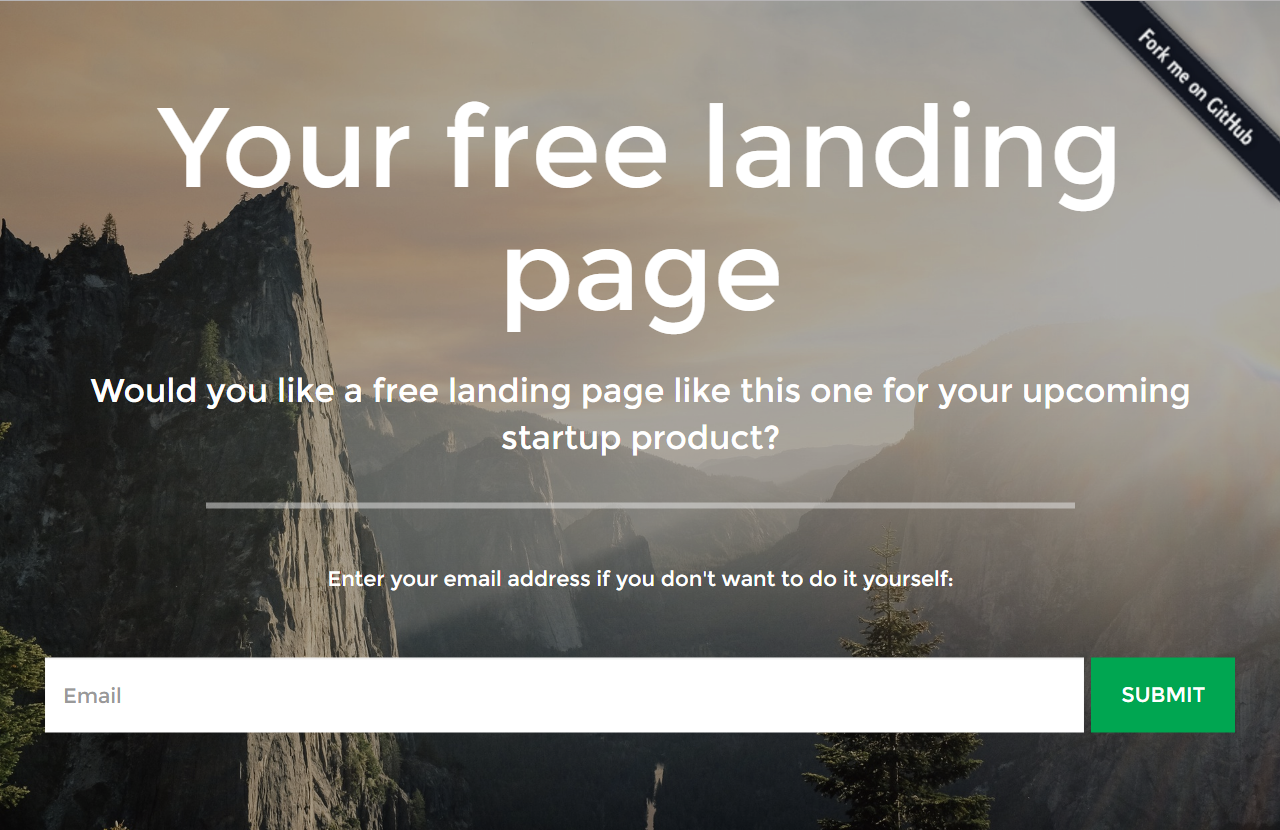 Fork me on GitHub
Your free landing
page
Would you like a free landing page like this one for your upcoming
startup product?
Enter your email address if you don't want to do it yourself:
Email
SUBMIT